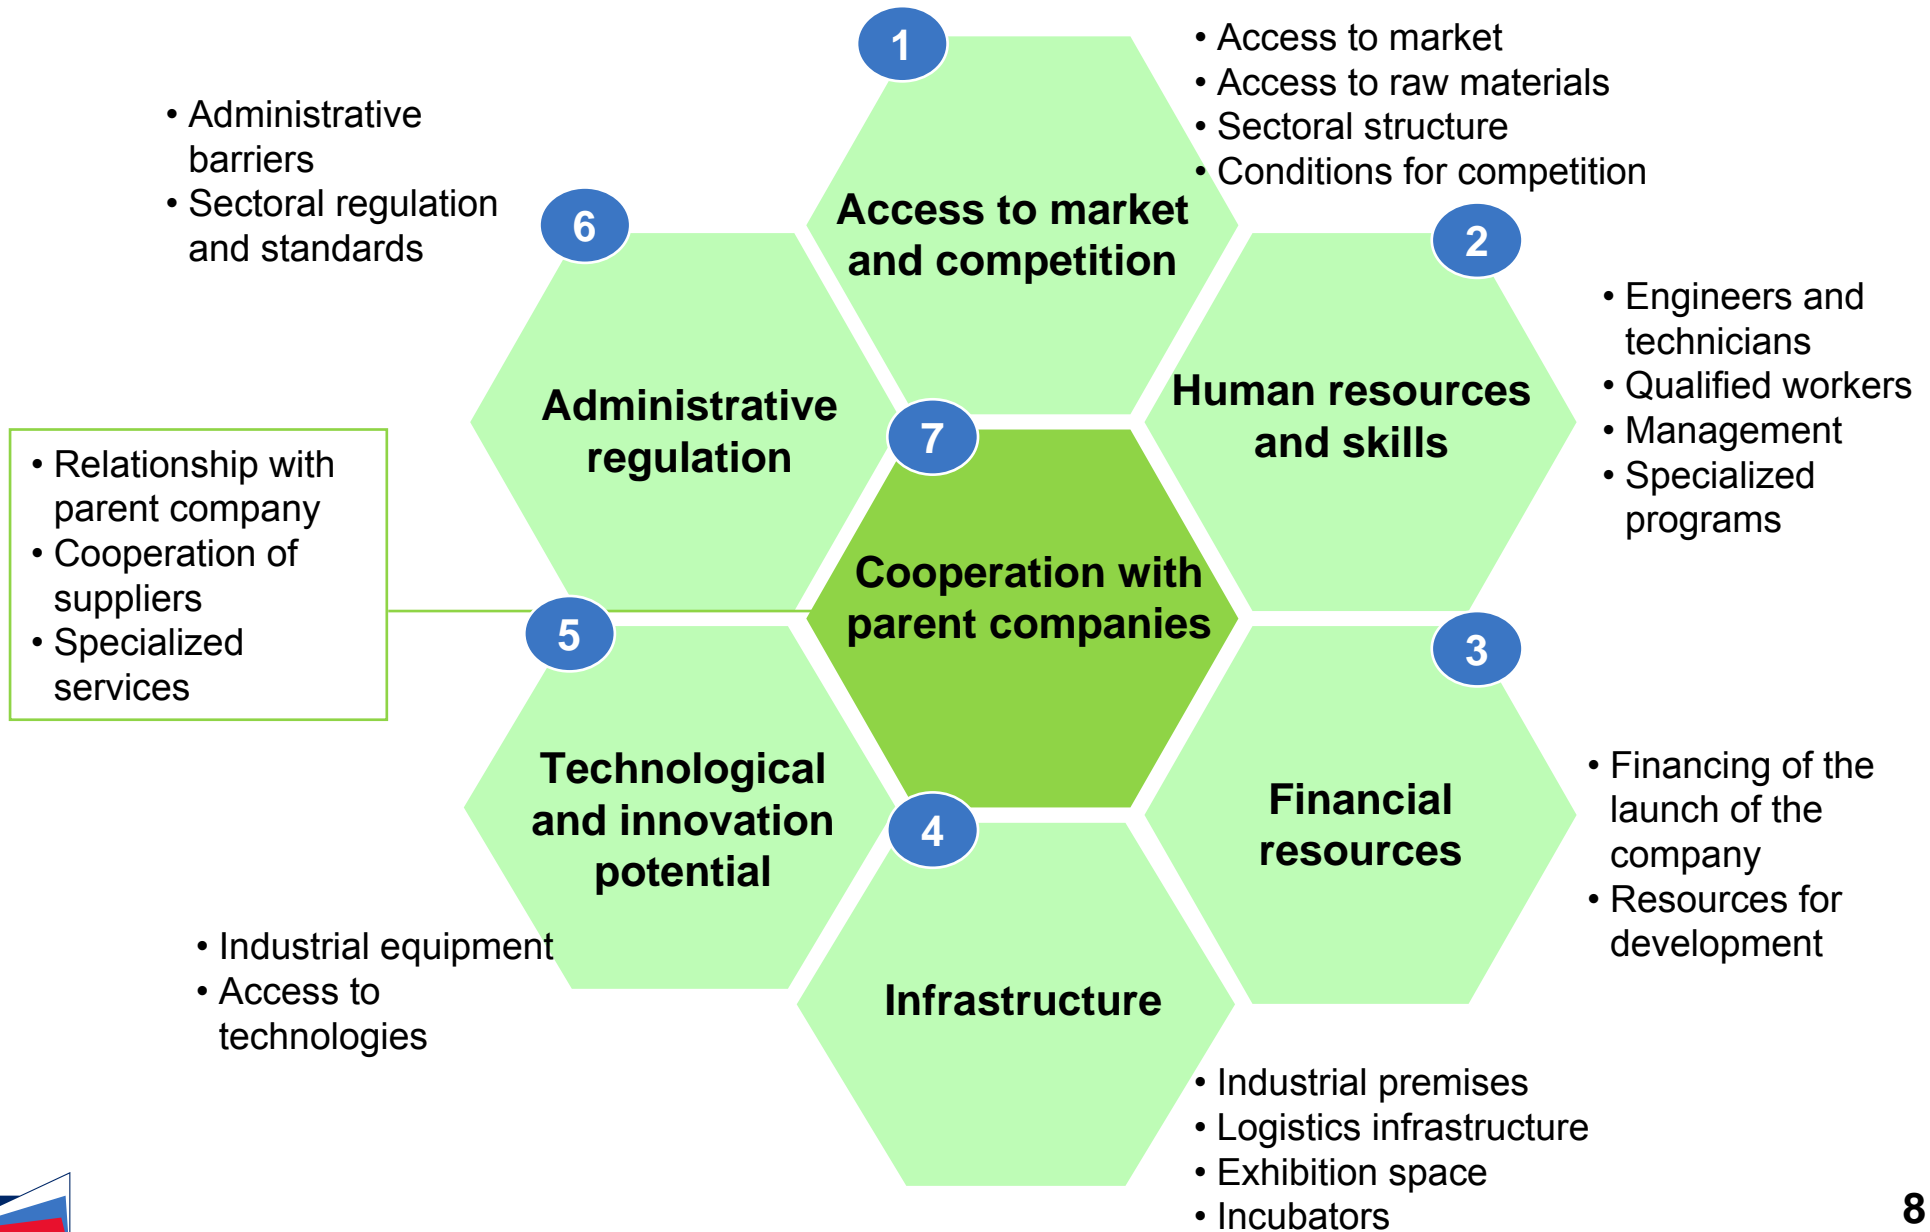 1
• Access to market
• Access to raw materials
• Sectoral structure
• Conditions for competition
Access to market
and competition
2
• Engineers and
technicians
• Qualified workers
• Management
• Specialized
programs
Human resources
and skills
3
• Financing of the
launch of the
company
• Resources for
development
Financial
resources
4
Infrastructure
• Industrial premises
• Logistics infrastructure
• Exhibition space
• Incubators
5
Technological
and innovation
potential
• Industrial equipment
• Access to
technologies
6
• Administrative
barriers
• Sectoral regulation
and standards
Administrative
regulation
7
Cooperation with
parent companies
• Relationship with
parent company
• Cooperation of
suppliers
• Specialized
services
8